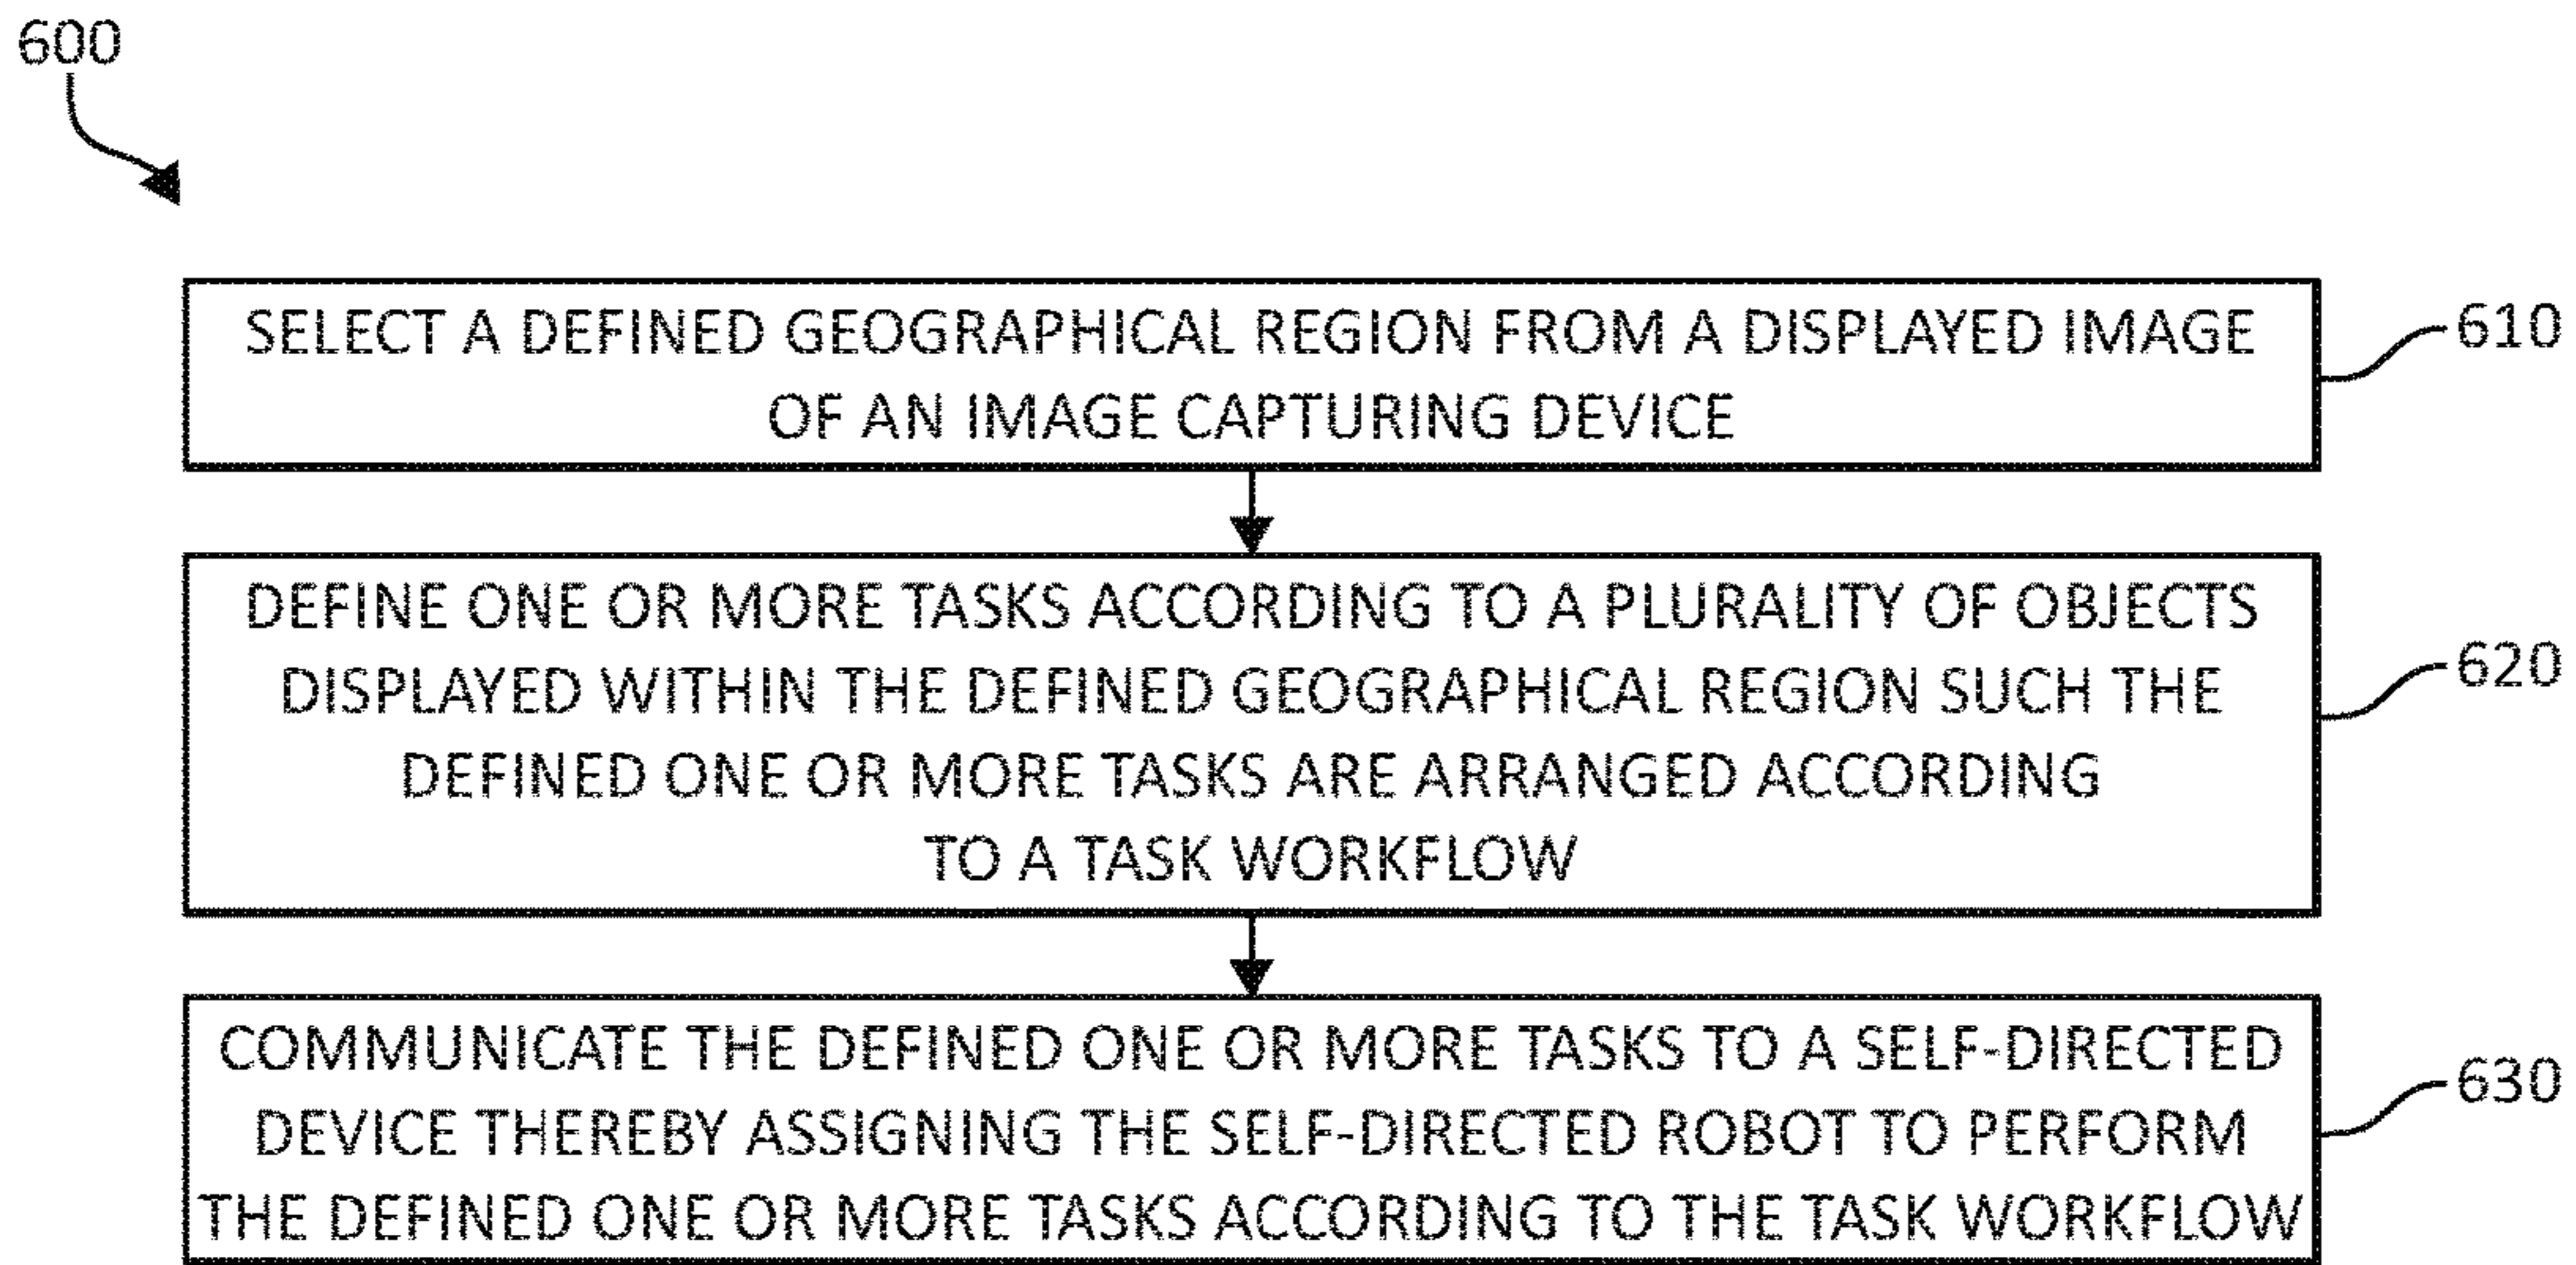 600
SELECT A DEFINED GEOGRAPHICAL REGION FROM A DISPLAYED IMAGE
OF AN IMAGE CAPTURING DEVICE
610
DEFINE ONE OR MORE TASKS ACCORDING TO A PLURALITY OF OBJECTS
DISPLAYED WITHIN THE DEFINED GEOGRAPHICAL REGION SUCH THE
DEFINED ONE OR MORE TASKS ARE ARRANGED ACCORDING
TO A TASK WORKFLOW
620
COMMUNICATE THE DEFINED ONE OR MORE TASKS TO A SELF-DIRECTED
DEVICE THEREBY ASSIGNING THE SELF-DIRECTED ROBOT TO PERFORM
THE DEFINED ONE OR MORE TASKS ACCORDING TO THE TASK WORKFLOW
630